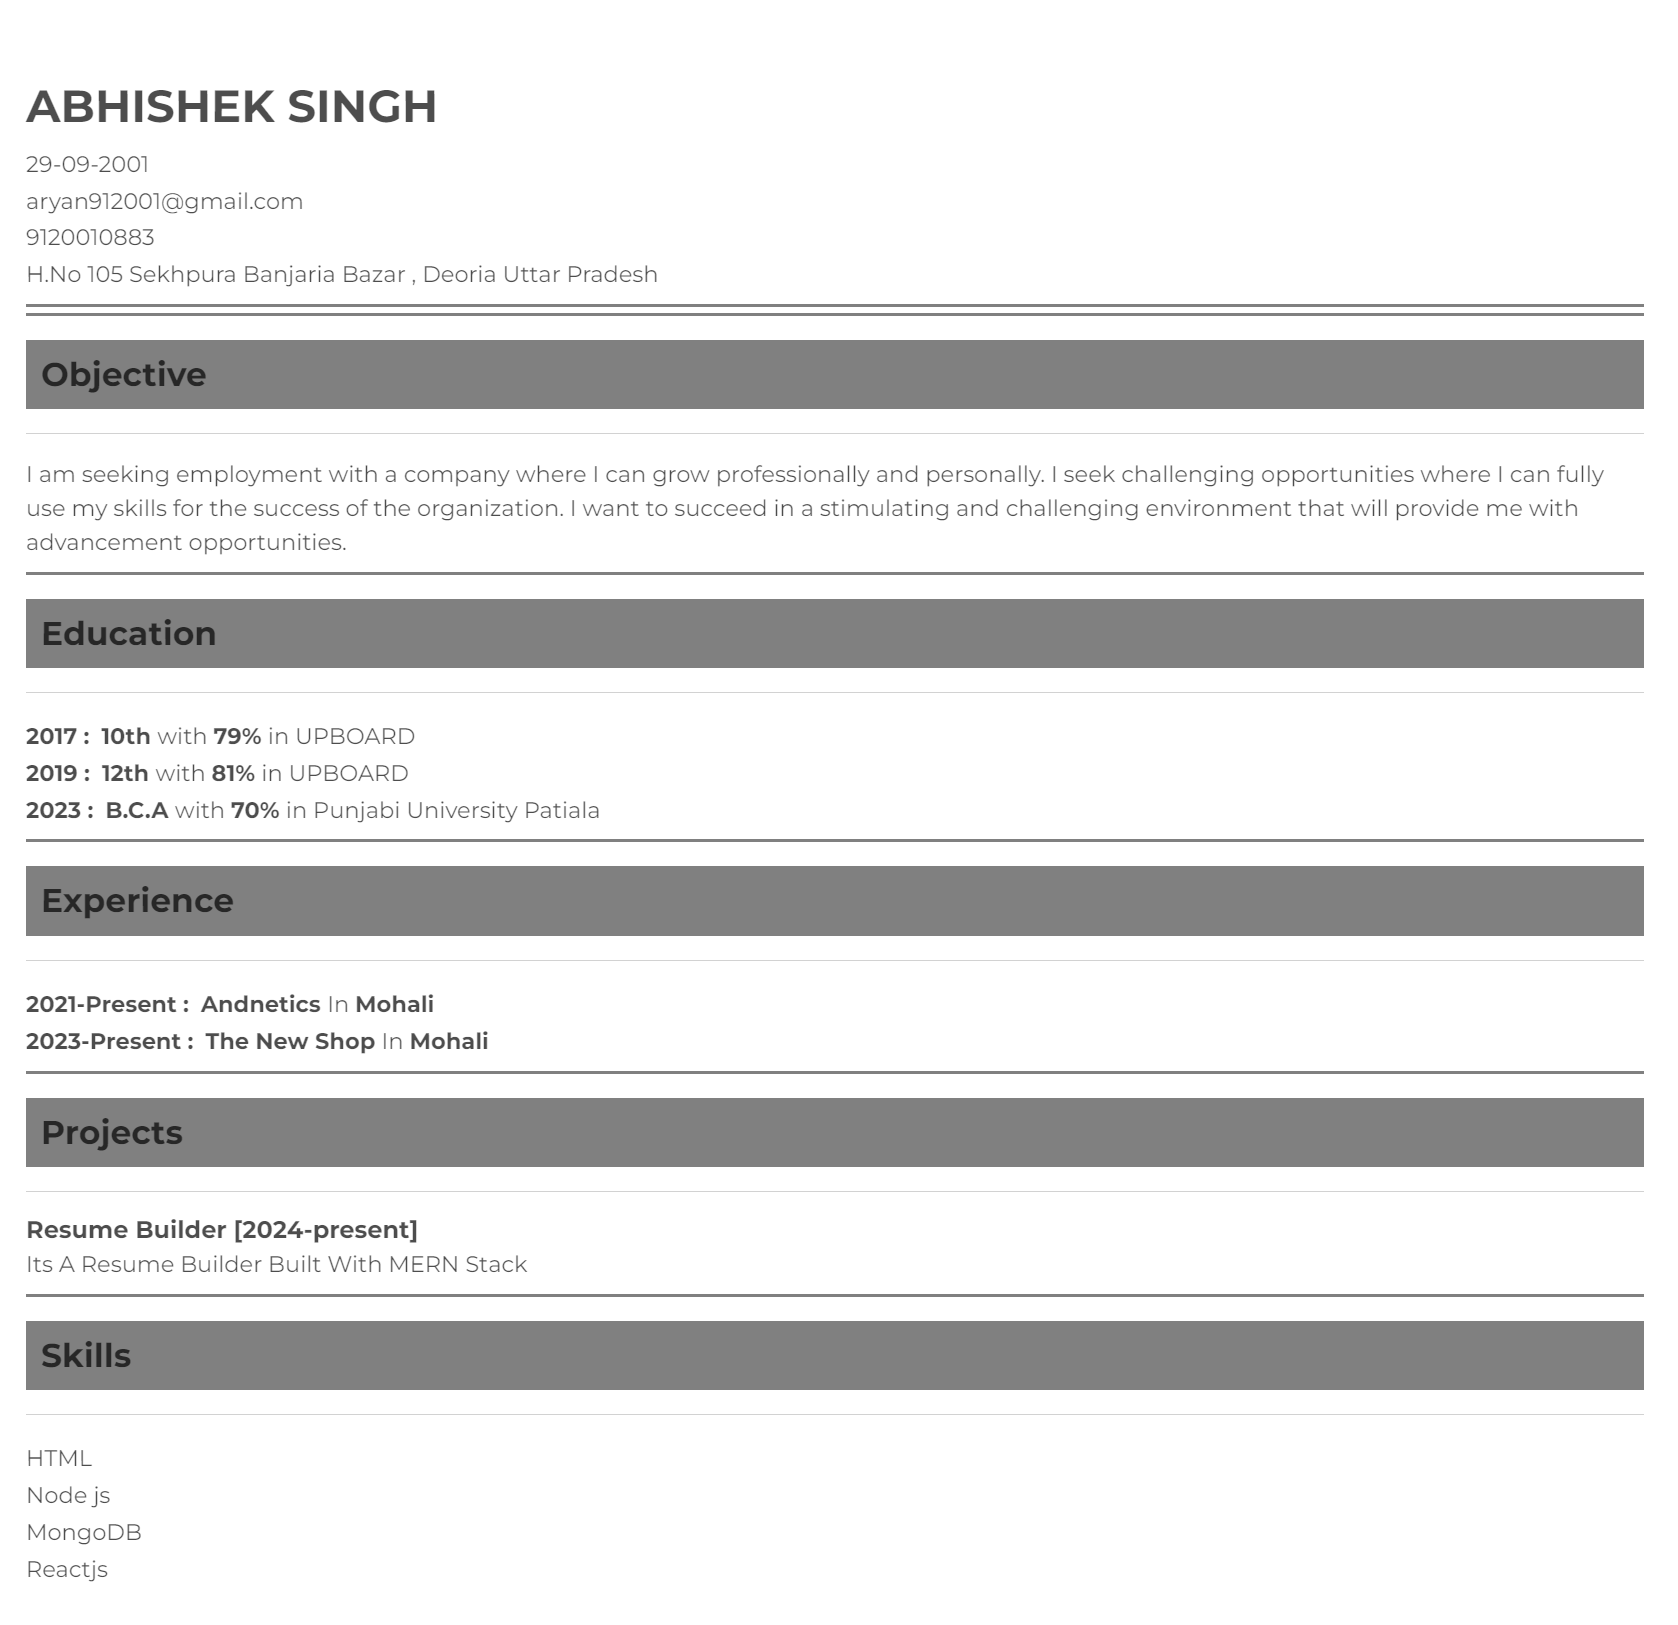 ABHISHEK SINGH
29-09-2001
aryan912001@gmail.com
9120010883
H.No 105 Sekhpura Banjaria Bazar , Deoria Uttar Pradesh
Objective
I am seeking employment with a company where I can grow professionally and personally. I seek challenging opportunities where I can fully
use my skills for the success of the organization. I want to succeed in a stimulating and challenging environment that will provide me with
advancement opportunities.
Education
2017 : 10th with 79% in UPBOARD
2019 : 12th with 81% in UPBOARD
2023 : B.C.A with 70% in Punjabi University Patiala
Experience
2021-Present : Andnetics In Mohali
2023-Present : The New Shop In Mohali
Projects
Resume Builder [2024-present]
Its A Resume Builder Built With MERN Stack
Skills
HTML
Node js
MongoDB
Reactjs